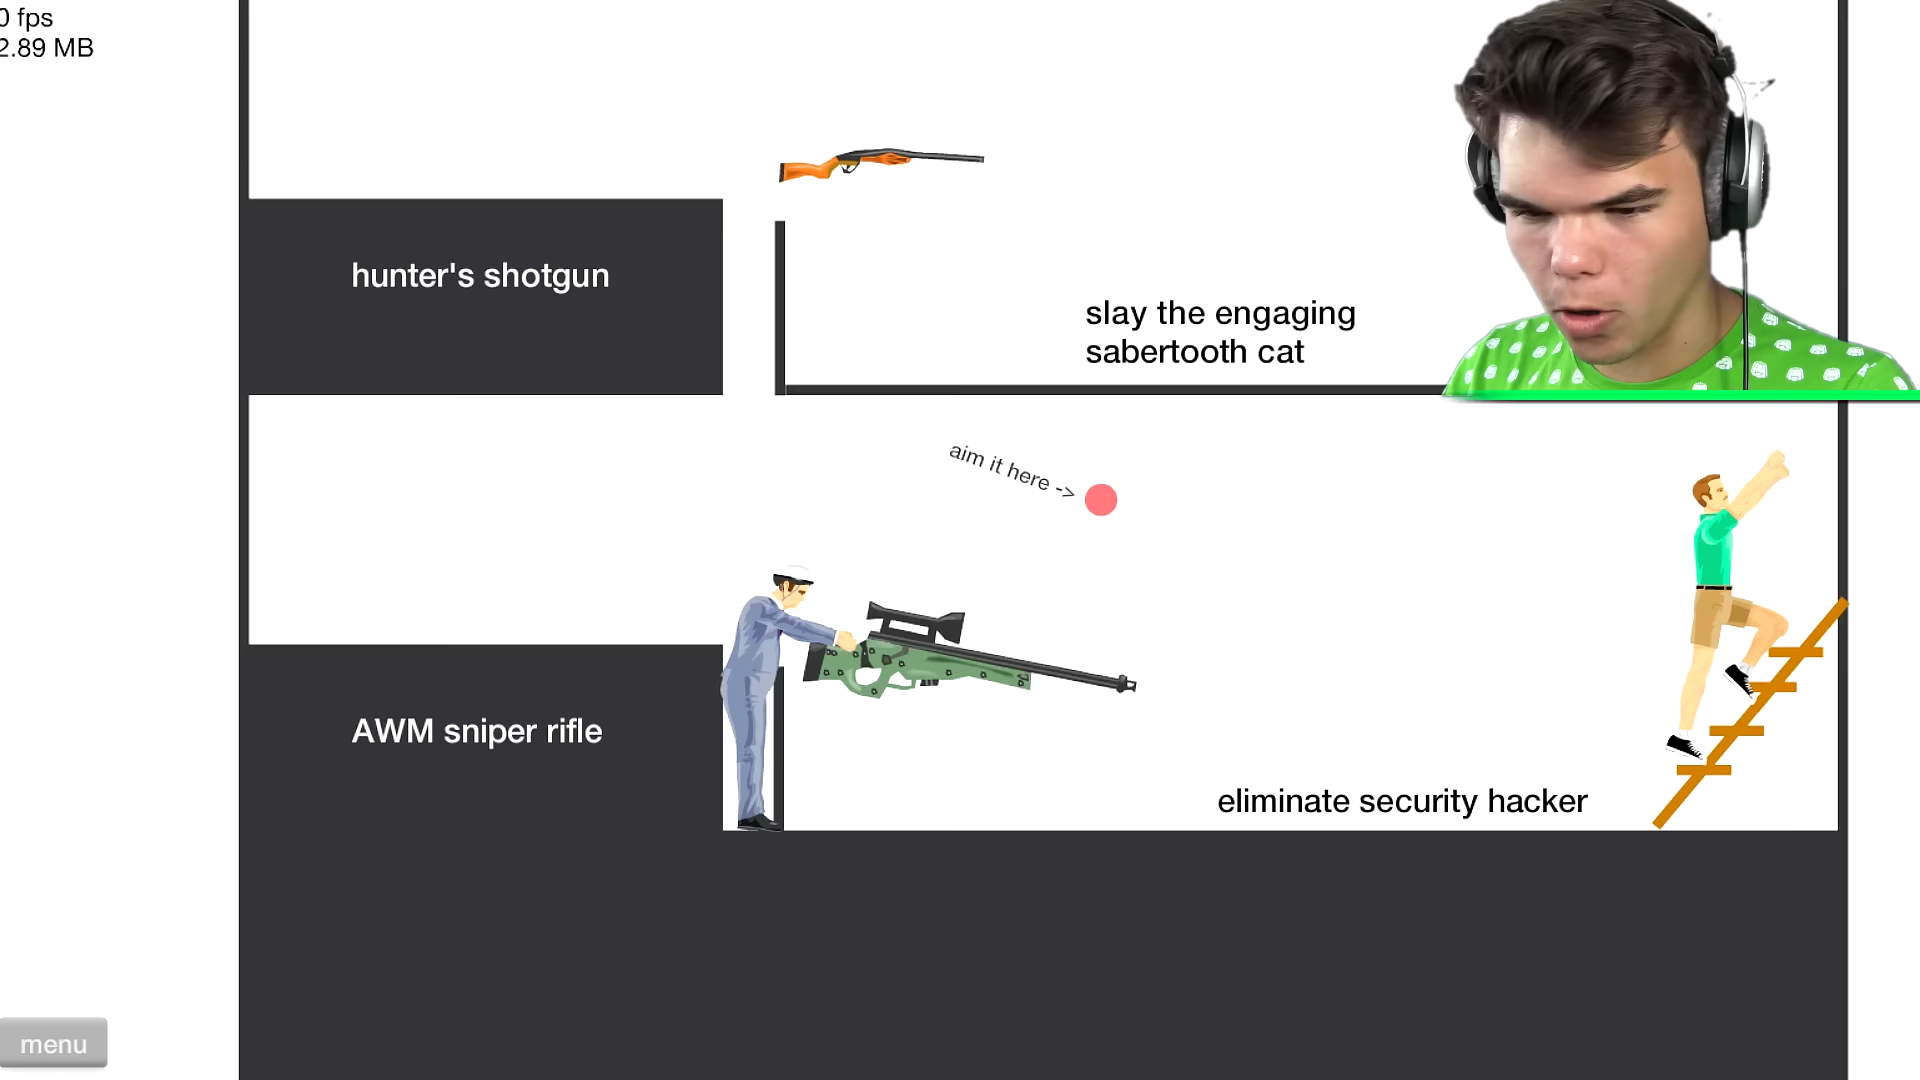 0 fps
2.89 MB
hunter's shotgun
slay the engaging
sabertooth cat
aim it here ->
AWM sniper rifle
eliminate security hacker
menu